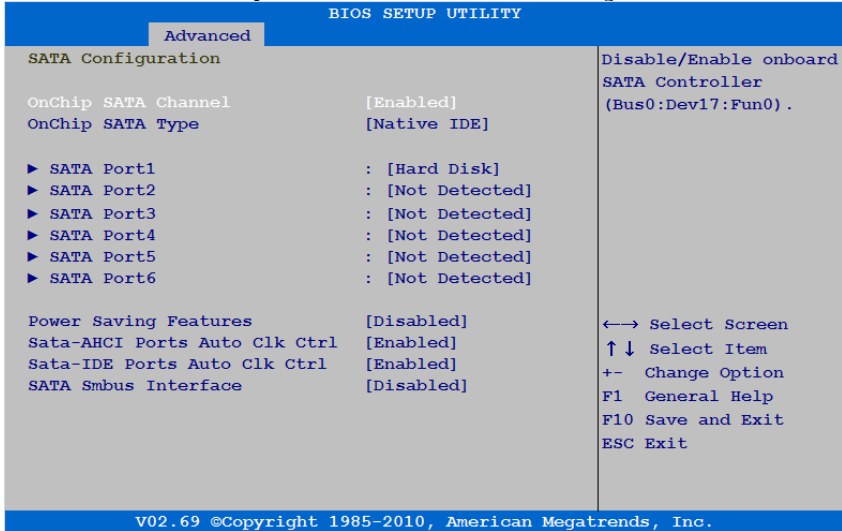 BIOS SETUP UTILITY
Advanced
SATA Configuration
OnChip SATA Channel [Enabled]
OnChip SATA Type [Native IDE]
► SATA Port1 : [Hard Disk]
► SATA Port2 : [Not Detected]
► SATA Port3 : [Not Detected]
► SATA Port4 : [Not Detected]
► SATA Port5 : [Not Detected]
► SATA Port6 : [Not Detected]
Power Saving Features [Disabled]
Sata-AHCI Ports Auto Clk Ctrl [Enabled]
Sata-IDE Ports Auto Clk Ctrl [Enabled]
SATA Smbus Interface [Disabled]
Disable/Enable onboard
SATA Controller
(Bus0:Dev17:Fun0).
←→ Select Screen
↑↓ Select Item
+- Change Option
F1 General Help
F10 Save and Exit
ESC Exit
V02.69 ©Copyright 1985-2010, American Megatrends, Inc.